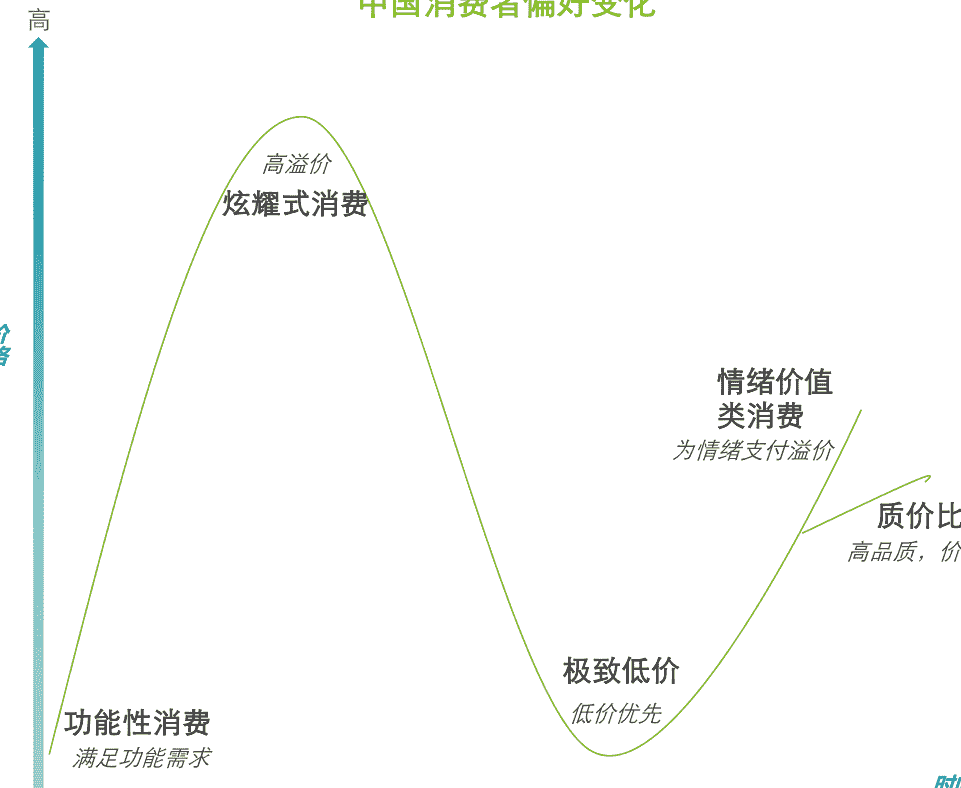 中国消费者偏好变化
高
高溢价
炫耀式消费
价格
情绪价值
类消费
为情绪支付溢价
质价比
高品质，价
极致低价
低价优先
功能性消费
满足功能需求